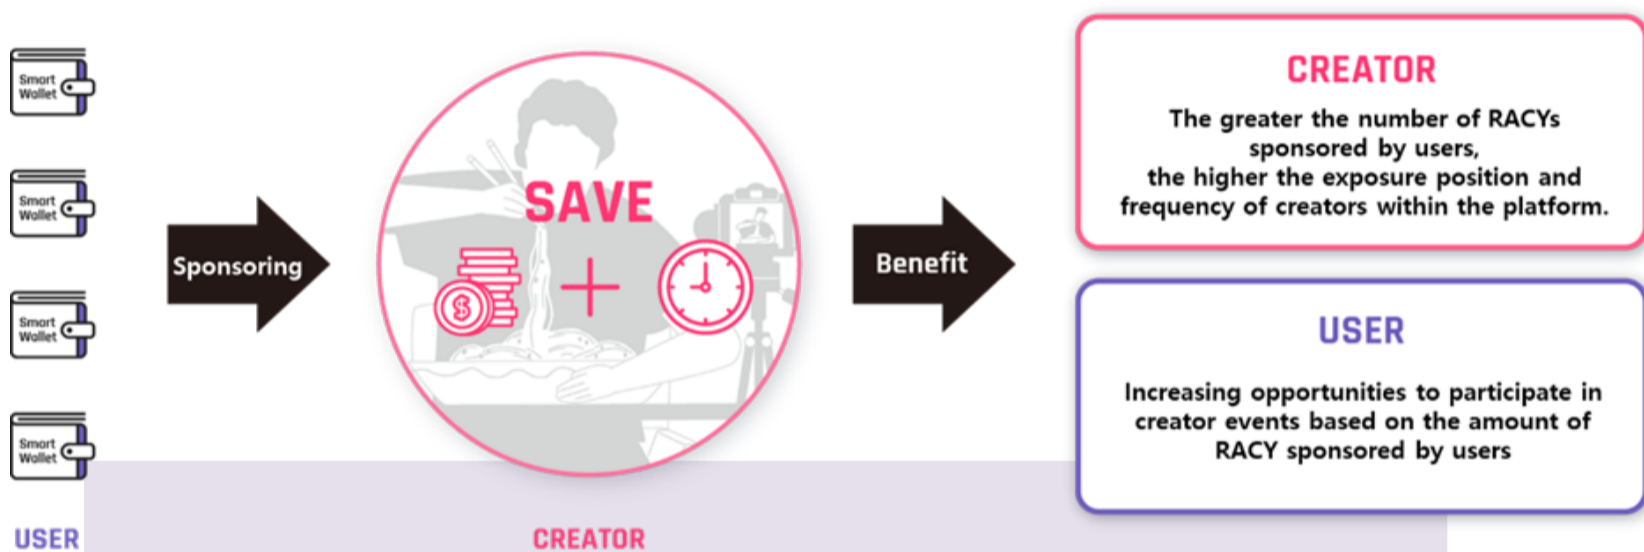 Smart
Wallet
Smart
Wallet
Smart
Wallet
Smart
Wallet
USER
Sponsoring
SAVE
$
CREATOR
Benefit
CREATOR
The greater the number of RACYs
sponsored by users,
the higher the exposure position and
frequency of creators within the platform.
USER
Increasing opportunities to participate in
creator events based on the amount of
RACY sponsored by users